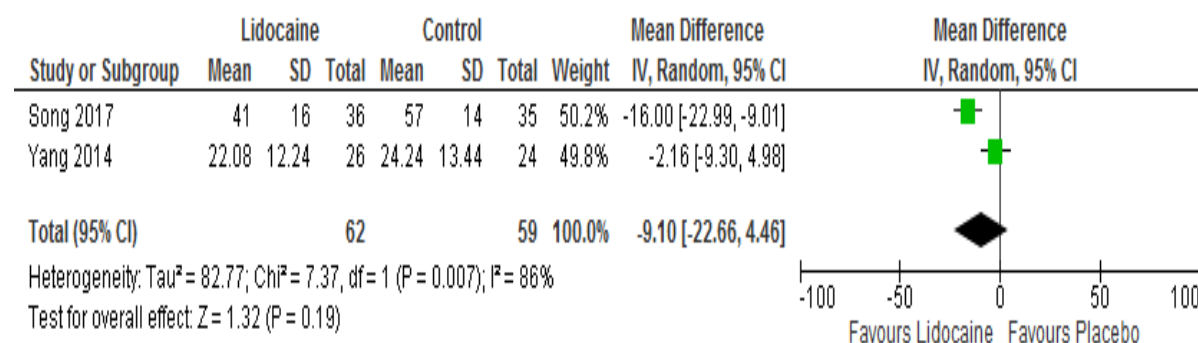 Lidocaine Control Mean Difference Mean Difference
Study or Subgroup Mean SD Total Mean SD Total Weight IV, Random, 95% CI IV, Random, 95% CI
Song 2017 41 16 36 57 14 35 50.2% -16.00 [-22.99, -9.01]
Yang 2014 22.08 12.24 26 24.24 13.44 24 49.8% -2.16 [-9.30, 4.98]
Total (95% CI) 62 59 100.0% -9.10 [-22.66, 4.46]
Heterogeneity: Tau² = 82.77; Chi² = 7.37, df = 1 (P = 0.007); I² = 86%
Test for overall effect: Z = 1.32 (P = 0.19)
-100 -50 0 50 100
Favours Lidocaine Favours Placebo